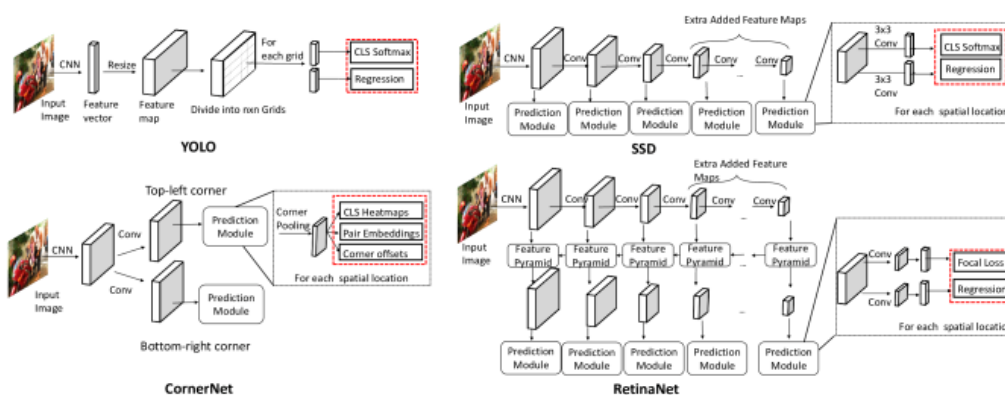 CNN
Resize
For
each grid
CLS Softmax
Regression
Input
Image
Feature
vector
Feature
map
Divide into nxn Grids
YOLO
Extra Added Feature Maps
CNN
Conv
Conv
Conv
Conv
...
Input
Image
Prediction
Module
Prediction
Module
Prediction
Module
Prediction
Module
Prediction
Module
3x3
Conv
3x3
Conv
CLS Softmax
Regression
For each spatial location
SSD
Top-left corner
CNN
Conv
Conv
Input
Image
Prediction
Module
Prediction
Module
Corner
Pooling
CLS Heatmaps
Pair Embeddings
Corner offsets
For each spatial location
Bottom-right corner
CornerNet
Extra Added Feature
Maps
CNN
Conv
Conv
Conv
Conv
...
Input
Image
Feature
Pyramid
Feature
Pyramid
Feature
Pyramid
Feature
Pyramid
...
Feature
Pyramid
...
Prediction
Module
Prediction
Module
Prediction
Module
Prediction
Module
Prediction
Module
Conv
Conv
Focal Loss
Regression
For each spatial location
RetinaNet